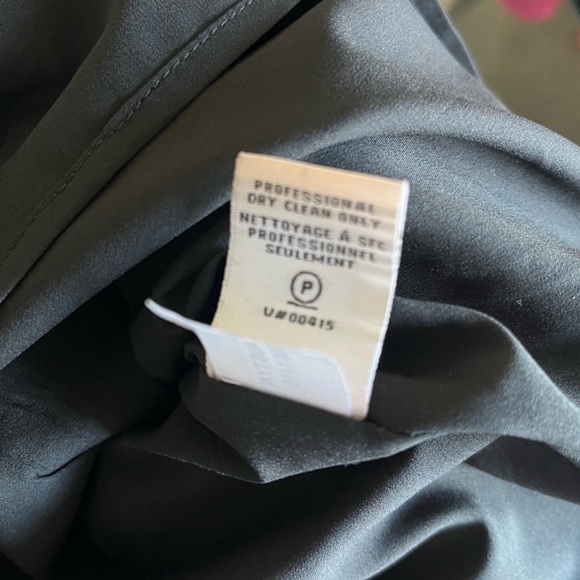 PROFESSIONAL
DRY CLEAN ONLY
NETTOYAGE À SEC
PROFESSIONNEL
SEULEMENT
P
V#00415